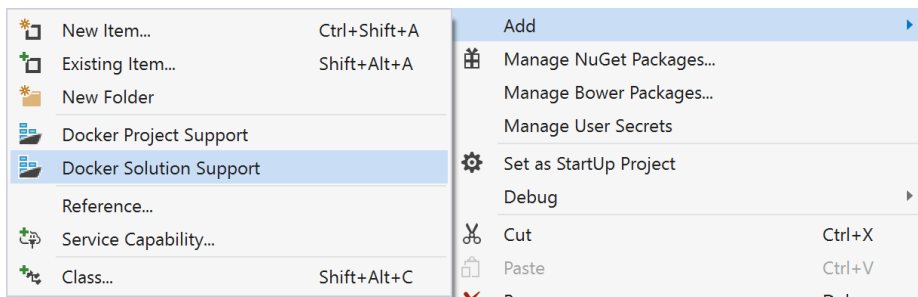 New Item... Ctrl+Shift+A
Existing Item... Shift+Alt+A
New Folder
Docker Project Support
Docker Solution Support
Reference...
Service Capability...
Class... Shift+Alt+C
Add
Manage NuGet Packages...
Manage Bower Packages...
Manage User Secrets
Set as StartUp Project
Debug
Cut Ctrl+X
Paste Ctrl+V